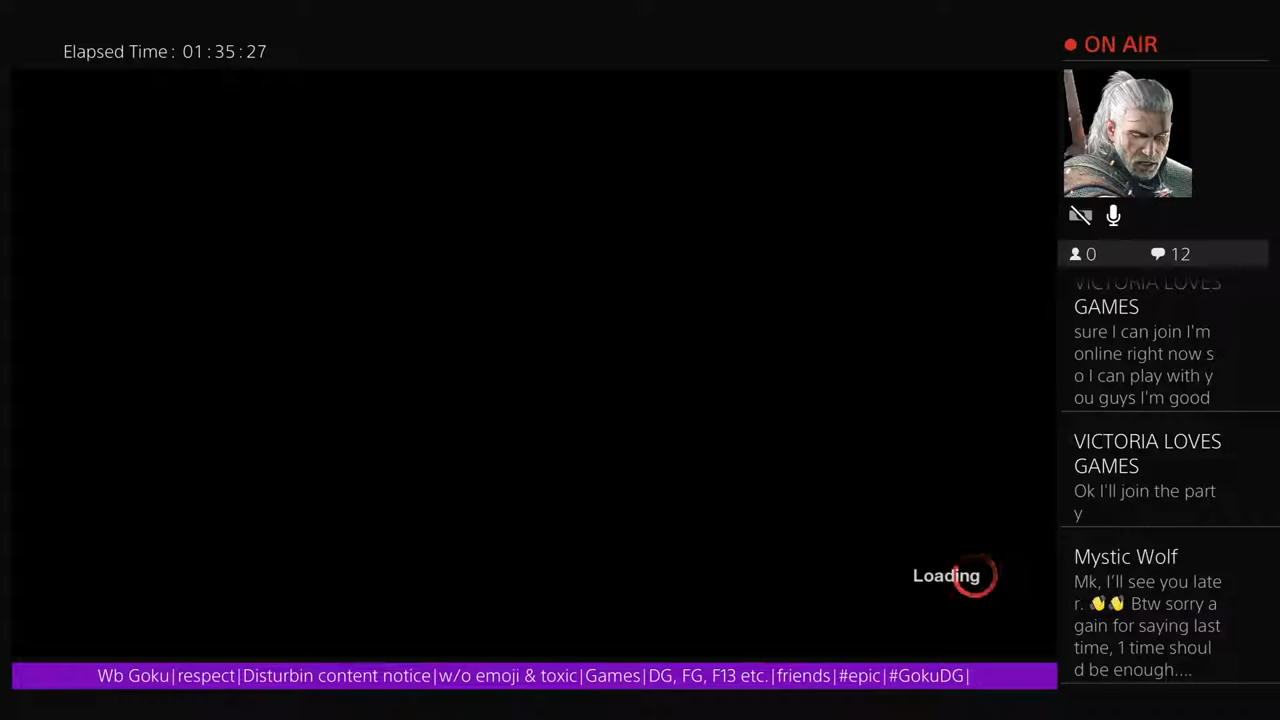 Elapsed Time: 01:35:27
ON AIR
0 12
VICTORIA LOVES
GAMES
sure I can join I'm
online right now s
o I can play with y
ou guys I'm good
VICTORIA LOVES
GAMES
Ok I'll join the part
y
Mystic Wolf
Mk, I'll see you late
r. 👋👋 Btw sorry a
gain for saying last
time, 1 time shoul
d be enough....
Loading
Wb Goku|respect|Disturbin content notice|w/o emoji & toxic|Games|DG, FG, F13 etc.|friends|#epic|#GokuDG|